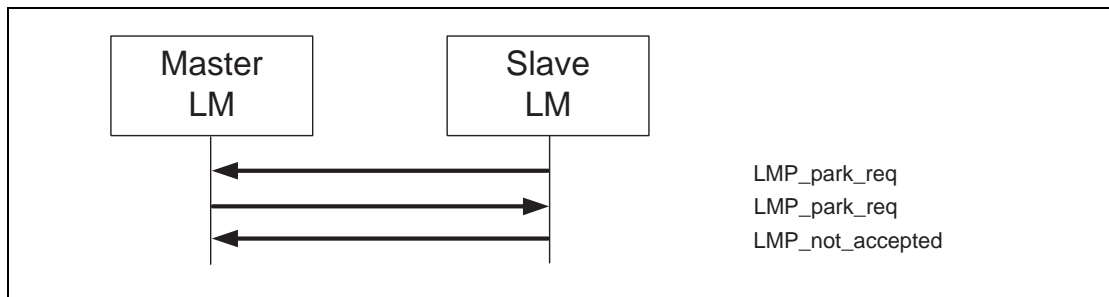 Master
LM
Slave
LM
LMP_park_req
LMP_park_req
LMP_not_accepted